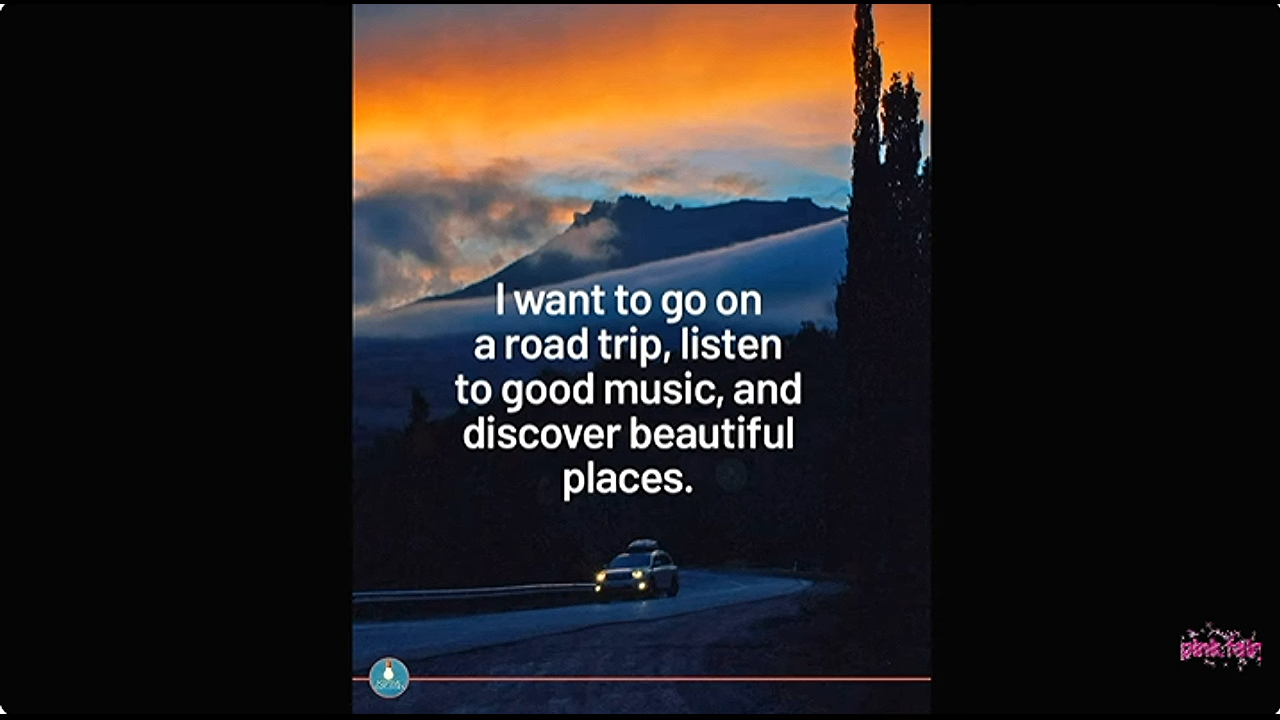 I want to go on
a road trip, listen
to good music, and
discover beautiful
places.